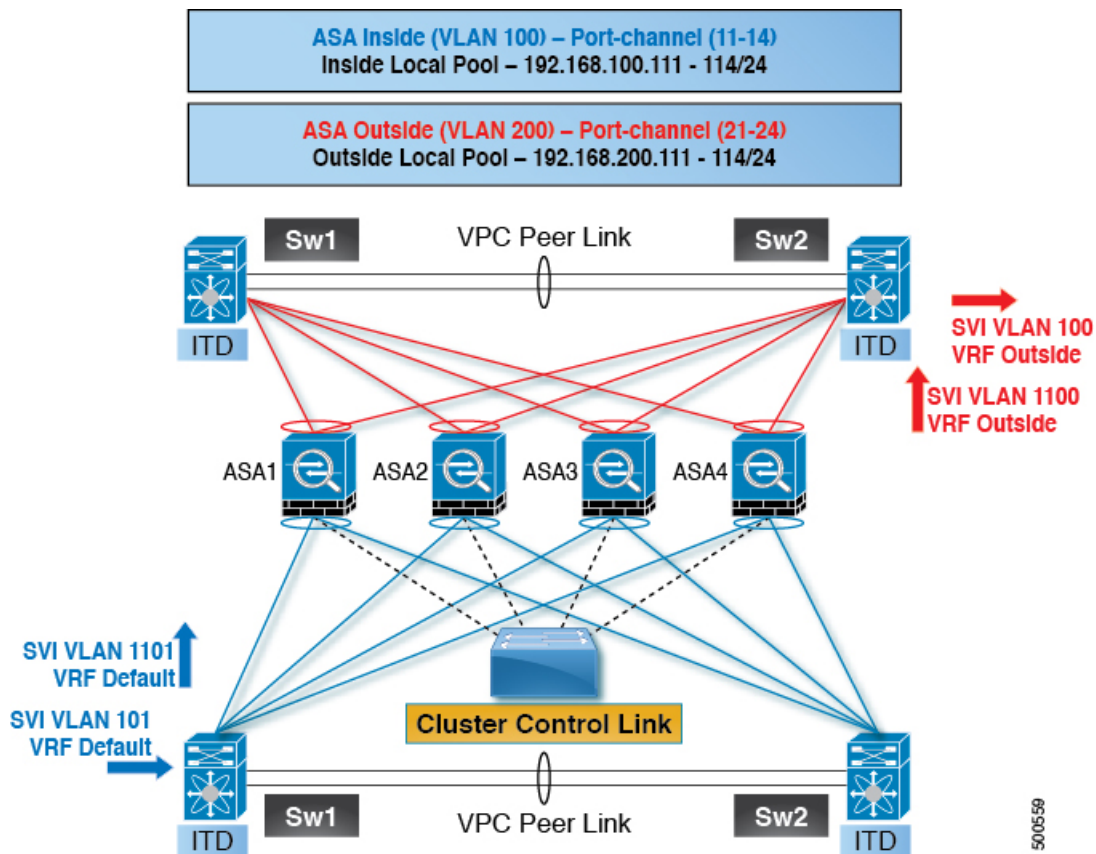 ASA Inside (VLAN 100) – Port-channel (11-14)
Inside Local Pool – 192.168.100.111 - 114/24
ASA Outside (VLAN 200) – Port-channel (21-24)
Outside Local Pool – 192.168.200.111 - 114/24
Sw1
VPC Peer Link
Sw2
ITD
ITD
SVI VLAN 100
VRF Outside
SVI VLAN 1100
VRF Outside
ASA1
ASA2
ASA3
ASA4
SVI VLAN 1101
VRF Default
SVI VLAN 101
VRF Default
Cluster Control Link
Sw1
VPC Peer Link
Sw2
ITD
ITD
500559